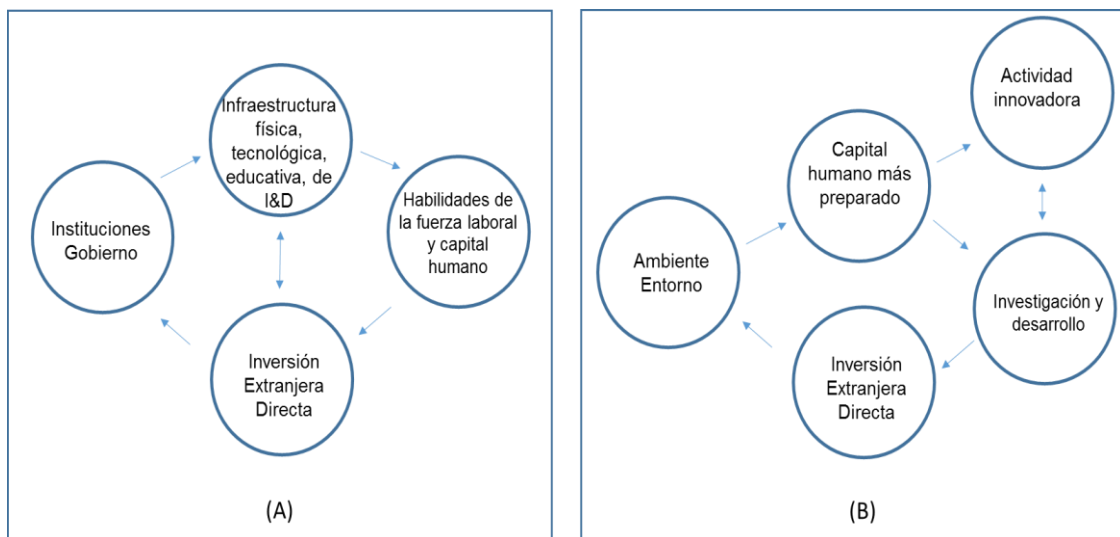 Infraestructura
física,
tecnológica,
educativa, de
I&D
Instituciones
Gobierno
Habilidades de
la fuerza laboral
y capital
humano
Inversión
Extranjera
Directa
(A)
Actividad
innovadora
Capital
humano más
preparado
Ambiente
Entorno
Investigación y
desarrollo
Inversión
Extranjera
Directa
(B)